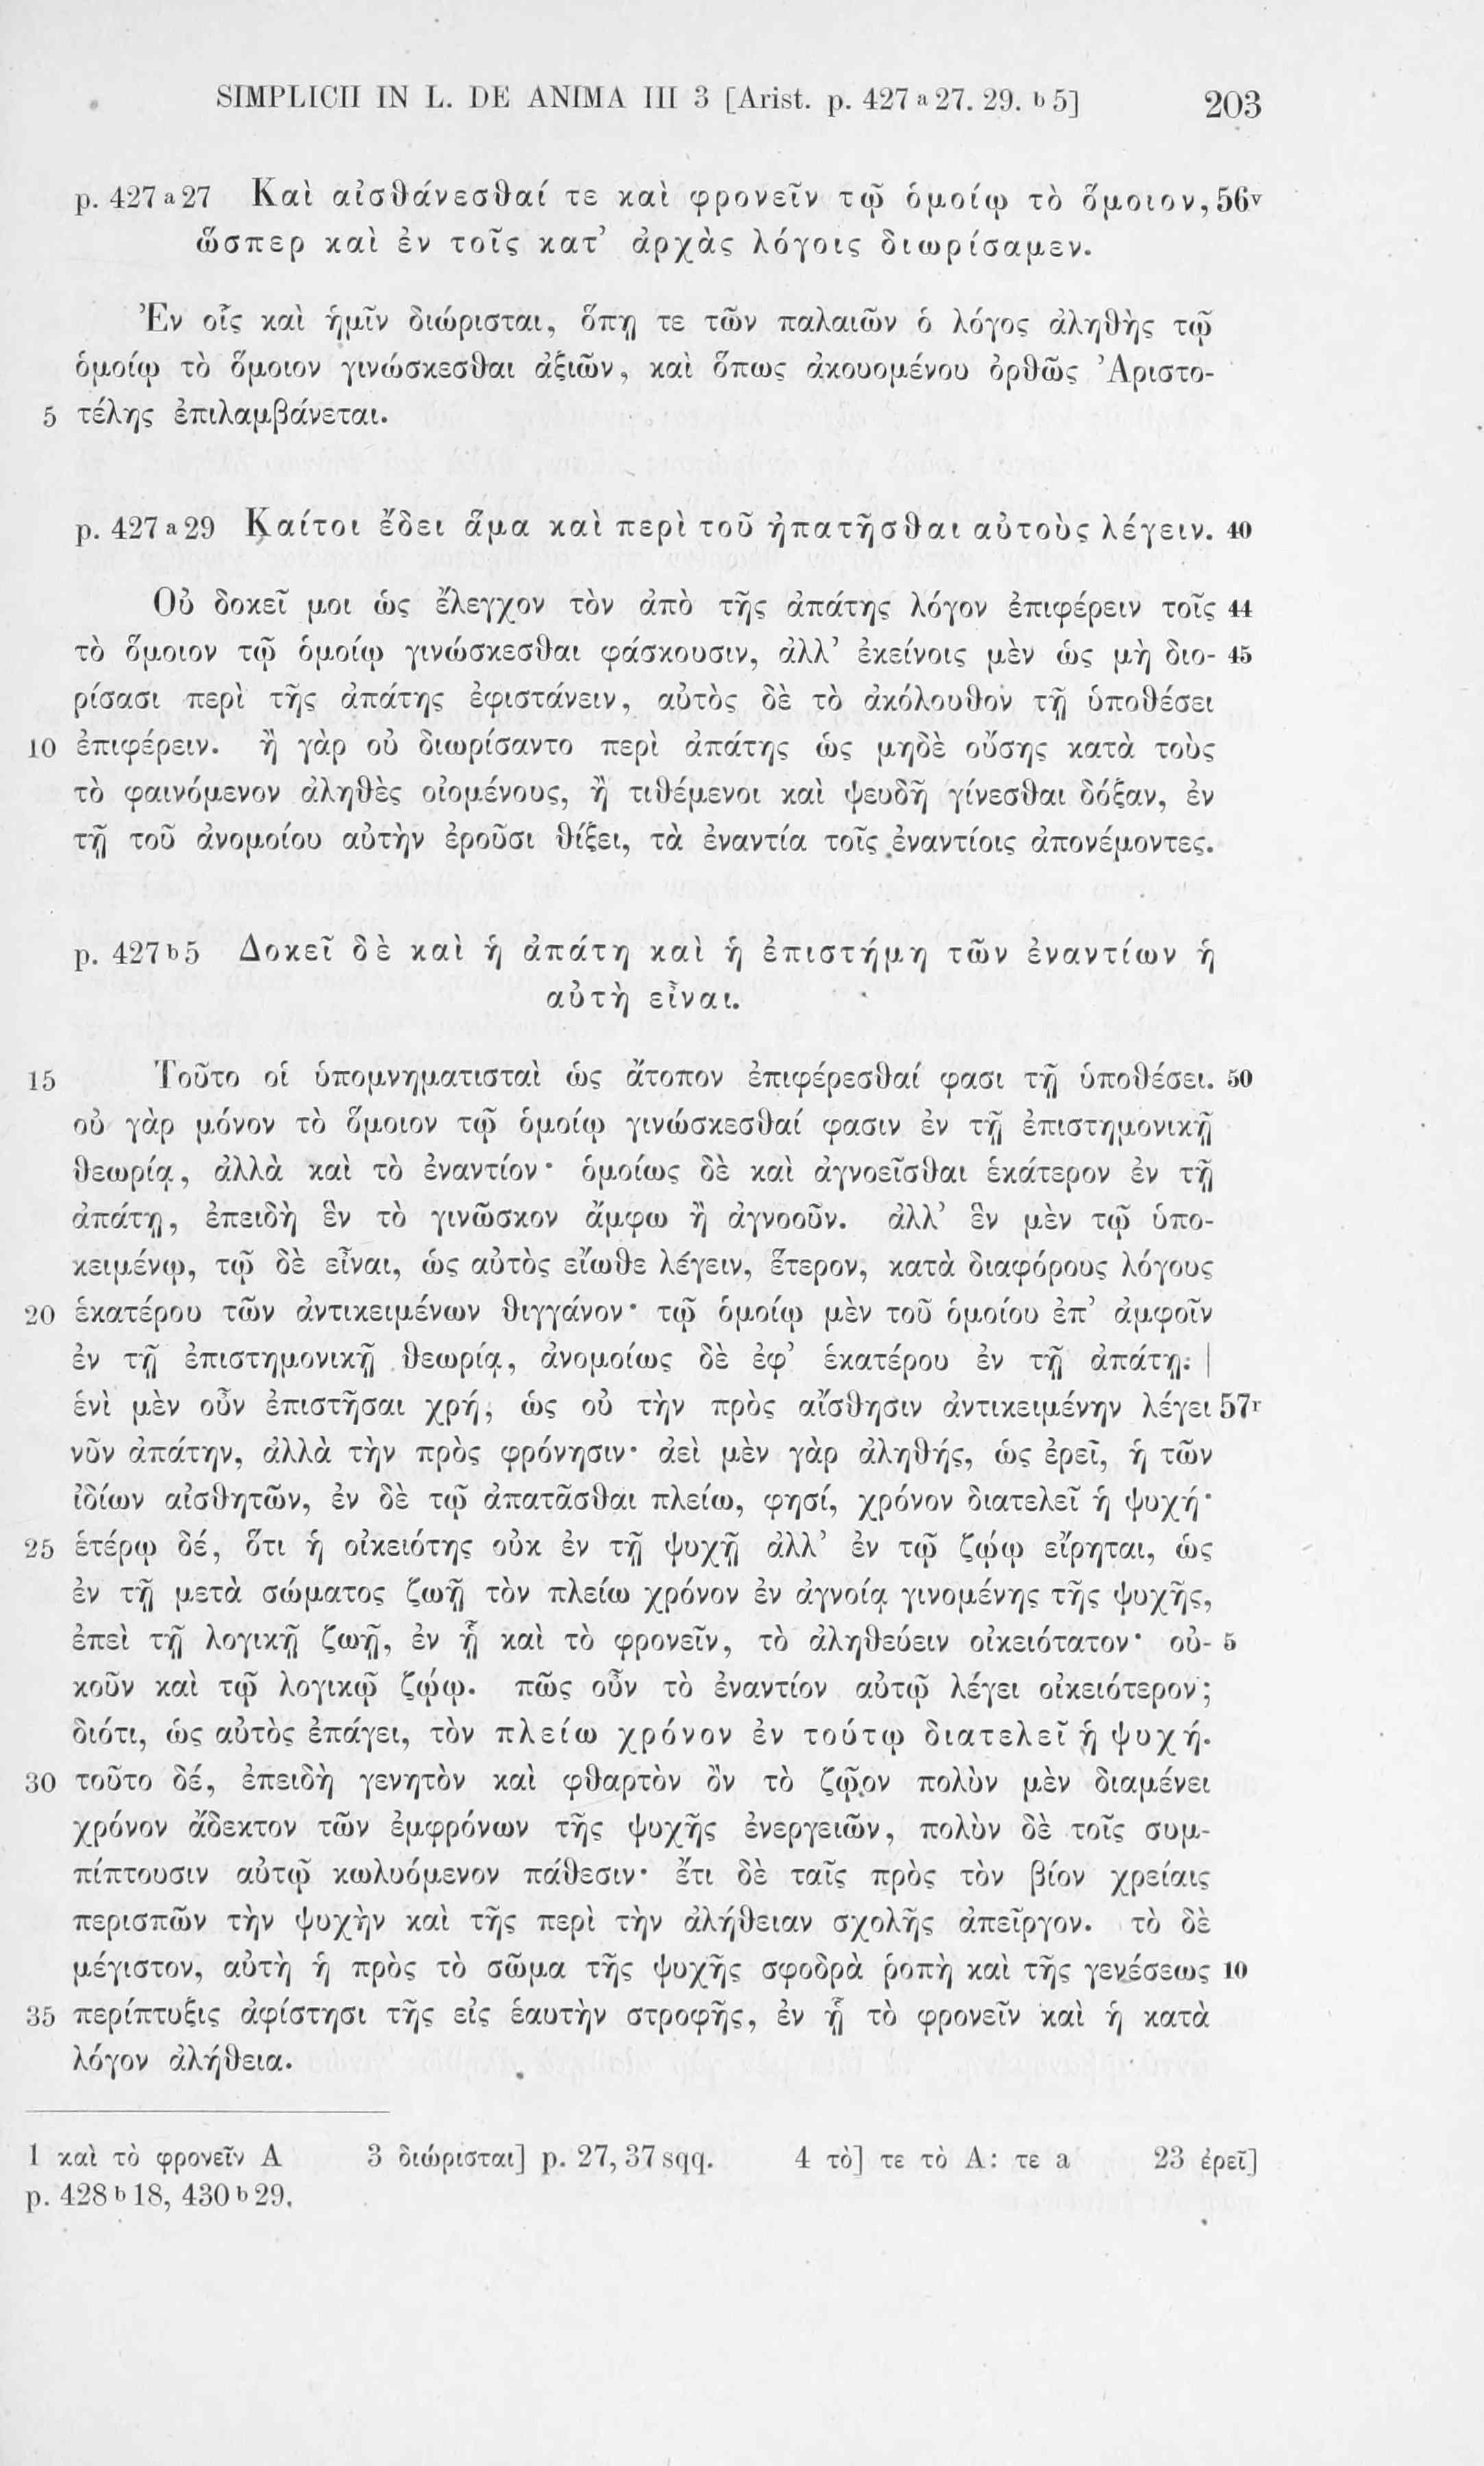 SIMPLICII IN L. DE ANIMA III 3 [Arist. p. 427 a 27. 29. b 5] 203
p. 427 a 27 Καὶ αἰσθάνεσθαί τε καὶ φρονεῖν τῷ ὁμοίῳ τὸ ὅμοιον, 56v
ὥσπερ καὶ ἐν τοῖς κατ’ ἀρχὰς λόγοις διωρίσαμεν.
Ἐν οἷς καὶ ἡμῖν διώρισται, ὅπῃ τε τῶν παλαιῶν ὁ λόγος ἀληθὴς τῷ
ὁμοίῳ τὸ ὅμοιον γινώσκεσθαι ἀξιῶν, καὶ ὅπως ἀκουομένου ὀρθῶς Ἀριστο-
5 τέλης ἐπιλαμβάνεται.
p. 427 a 29 Καίτοι ἔδει ἅμα καὶ περὶ τοῦ ἠπατῆσθαι αὐτοὺς λέγειν. 40
Οὐ δοκεῖ μοι ὡς ἔλεγχον τὸν ἀπὸ τῆς ἀπάτης λόγον ἐπιφέρειν τοῖς 44
τὸ ὅμοιον τῷ ὁμοίῳ γινώσκεσθαι φάσκουσιν, ἀλλ’ ἐκείνοις μὲν ὡς μὴ διο- 45
ρίσασι περὶ τῆς ἀπάτης ἐφιστάνειν, αὐτὸς δὲ τὸ ἀκόλουθον τῇ ὑποθέσει
10 ἐπιφέρειν. ἢ γὰρ οὐ διωρίσαντο περὶ ἀπάτης ὡς μηδὲ οὔσης κατὰ τοὺς
τὸ φαινόμενον ἀληθὲς οἰομένους, ἢ τιθέμενοι καὶ ψευδῆ γίνεσθαι δόξαν, ἐν
τῇ τοῦ ἀνομοίου αὐτὴν ἐροῦσι θίξει, τὰ ἐναντία τοῖς ἐναντίοις ἀπονέμοντες.
p. 427 b 5 Δοκεῖ δὲ καὶ ἡ ἀπάτη καὶ ἡ ἐπιστήμη τῶν ἐναντίων ἡ
αὐτὴ εἶναι.
15 Τοῦτο οἱ ὑπομνηματισταὶ ὡς ἄτοπον ἐπιφέρεσθαί φασι τῇ ὑποθέσει. 50
οὐ γὰρ μόνον τὸ ὅμοιον τῷ ὁμοίῳ γινώσκεσθαί φασιν ἐν τῇ ἐπιστημονικῇ
θεωρίᾳ, ἀλλὰ καὶ τὸ ἐναντίον· ὁμοίως δὲ καὶ ἀγνοεῖσθαι ἑκάτερον ἐν τῇ
ἀπάτῃ, ἐπειδὴ ἓν τὸ γινῶσκον ἄμφω ἢ ἀγνοοῦν. ἀλλ’ ἓν μὲν τῷ ὑπο-
κειμένῳ, τῷ δὲ εἶναι, ὡς αὐτὸς εἴωθε λέγειν, ἕτερον, κατὰ διαφόρους λόγους
20 ἑκατέρου τῶν ἀντικειμένων θιγγάνον· τῷ ὁμοίῳ μὲν τοῦ ὁμοίου ἐπ’ ἀμφοῖν
ἐν τῇ ἐπιστημονικῇ θεωρίᾳ, ἀνομοίως δὲ ἐφ’ ἑκατέρου ἐν τῇ ἀπάτῃ. |
ἑνὶ μὲν οὖν ἐπιστῆσαι χρή, ὡς οὐ τὴν πρὸς αἴσθησιν ἀντικειμένην λέγει 57r
νῦν ἀπάτην, ἀλλὰ τὴν πρὸς φρόνησιν· ἀεὶ μὲν γὰρ ἀληθής, ὡς ἐρεῖ, ἡ τῶν
ἰδίων αἰσθητῶν, ἐν δὲ τῷ ἀπατᾶσθαι πλείω, φησί, χρόνον διατελεῖ ἡ ψυχή·
25 ἑτέρῳ δέ, ὅτι ἡ οἰκειότης οὐκ ἐν τῇ ψυχῇ ἀλλ’ ἐν τῷ ζῴῳ εἴρηται, ὡς
ἐν τῇ μετὰ σώματος ζωῇ τὸν πλείω χρόνον ἐν ἀγνοίᾳ γινομένης τῆς ψυχῆς,
ἐπεὶ τῇ λογικῇ ζωῇ, ἐν ᾗ καὶ τὸ φρονεῖν, τὸ ἀληθεύειν οἰκειότατον· οὐ- 5
κοῦν καὶ τῷ λογικῷ ζῴῳ. πῶς οὖν τὸ ἐναντίον αὐτῷ λέγει οἰκειότερον;
διότι, ὡς αὐτὸς ἐπάγει, τὸν πλείω χρόνον ἐν τούτῳ διατελεῖ ἡ ψυχή.
30 τοῦτο δέ, ἐπειδὴ γενητὸν καὶ φθαρτὸν ὂν τὸ ζῷον πολὺν μὲν διαμένει
χρόνον ἄδεκτον τῶν ἐμφρόνων τῆς ψυχῆς ἐνεργειῶν, πολὺν δὲ τοῖς συμ-
πίπτουσιν αὐτῷ κωλυόμενον πάθεσιν· ἔτι δὲ ταῖς πρὸς τὸν βίον χρείαις
περισπῶν τὴν ψυχὴν καὶ τῆς περὶ τὴν ἀλήθειαν σχολῆς ἀπεῖργον. τὸ δὲ
μέγιστον, αὐτὴ ἡ πρὸς τὸ σῶμα τῆς ψυχῆς σφοδρὰ ῥοπὴ καὶ τῆς γενέσεως 10
35 περίπτυξις ἀφίστησι τῆς εἰς ἑαυτὴν στροφῆς, ἐν ᾗ τὸ φρονεῖν καὶ ἡ κατὰ
λόγον ἀλήθεια.
1 καὶ τὸ φρονεῖν A 3 διώρισται] p. 27, 37 sqq. 4 τὸ] τε τὸ A: τε a 23 ἐρεῖ]
p. 428 b 18, 430 b 29.